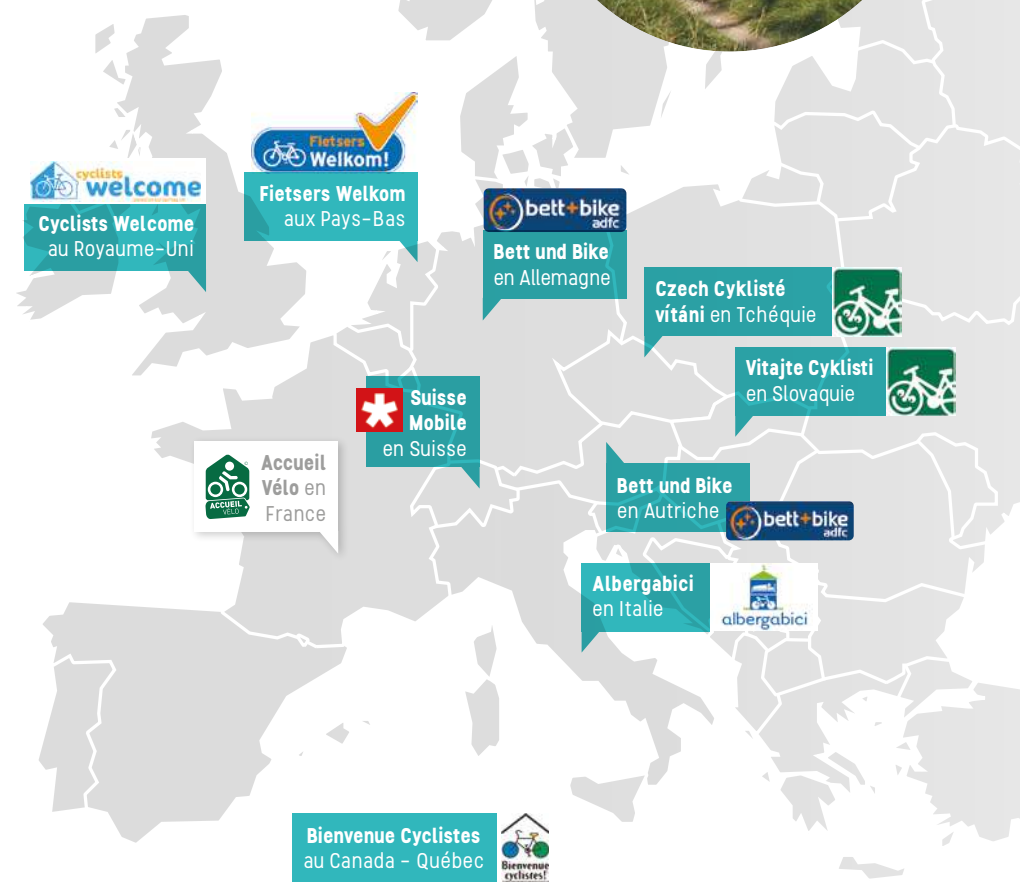 Fietsers
Welkom!
Fietsers Welkom
aux Pays-Bas
cyclists
welcome
Cyclists Welcome
au Royaume-Uni
bett+bike
adfc
Bett und Bike
en Allemagne
Czech Cyklisté
vítáni en Tchéquie
Vitajte Cyklisti
en Slovaquie
Suisse
Mobile
en Suisse
Accueil
Vélo en
France
ACCUEIL
VÉLO
Bett und Bike
en Autriche
bett+bike
adfc
Albergabici
en Italie
albergabici
Bienvenue Cyclistes
au Canada - Québec
Bienvenue
cyclistes!